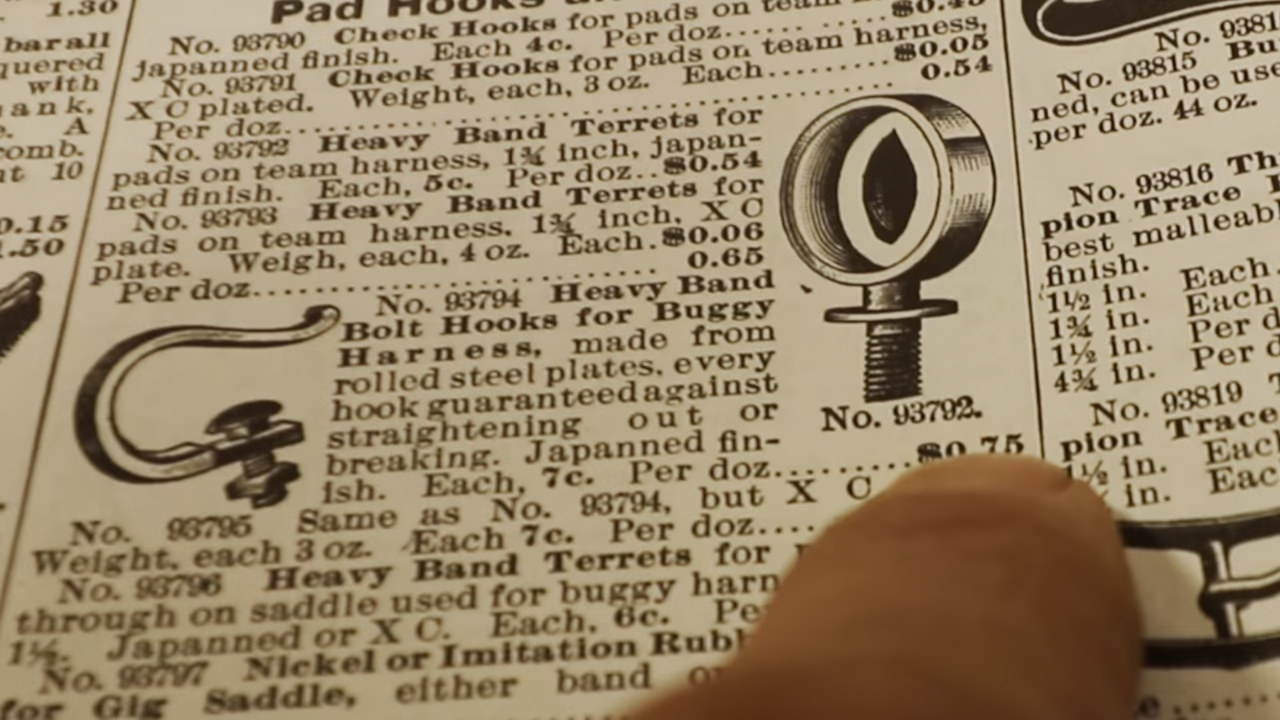 1.30
bar all
quered
with
ank.
e. A
comb.
ut 10
0.15
1.50
Pad Hooks
No. 93790 Check Hooks for pads on team
japanned finish. Each 4c. Per doz........$0.45
No. 93791 Check Hooks for pads on team harness,
X C plated. Weight, each, 3 oz. Each.........$0.05
Per doz........................................ 0.54
No. 93792 Heavy Band Terrets for
pads on team harness, 1¾ inch, japan-
ned finish. Each, 5c. Per doz..$0.54
No. 93793 Heavy Band Terrets for
pads on team harness. 1¾ inch, X C
plate. Weigh, each, 4 oz. Each.$0.06
Per doz............................ 0.65
No. 93794 Heavy Band
Bolt Hooks for Buggy
Harness, made from
rolled steel plates, every
hook guaranteed against
straightening out or
breaking. Japanned fin-
ish. Each, 7c. Per doz..........$0.75
No. 93792.
No. 93795 Same as No. 93794, but X C
Weight, each 3 oz. Each 7c. Per doz....
No. 93796 Heavy Band Terrets for
through on saddle used for buggy harn
1¼. Japanned or X C. Each, 6c. Pe
No. 93797 Nickel or Imitation Rubb
for Gig Saddle, either band o
No. 9381
No. 93815 Bu
ned, can be use
per doz. 44 oz.
No. 93816 Th
pion Trace
best malleabl
finish.
1½ in. Each
1¾ in. Each
1½ in. Per d
4¾ in. Per d
No. 93819
pion Trace
1½ in. Each
in. Eac